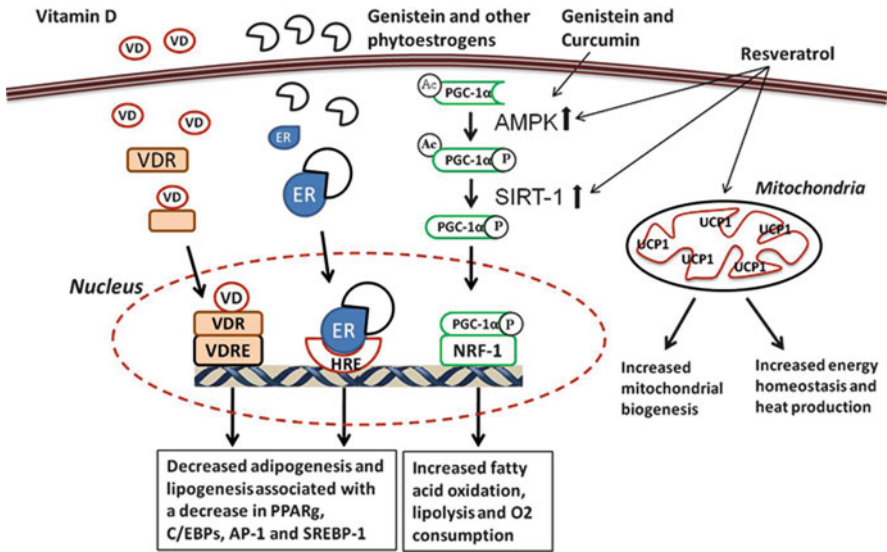 Vitamin D
VD
VD
Genistein and other
phytoestrogens
Genistein and
Curcumin
Resveratrol
VD
VD
VDR
VD
ER
ER
Ac
PGC-1α
AMPK
Ac
PGC-1α P
SIRT-1
PGC-1α P
Mitochondria
UCP1
UCP1
UCP1
UCP1
UCP1
Nucleus
VD
VDR
VDRE
ER
HRE
PGC-1α P
NRF-1
Increased
mitochondrial
biogenesis
Increased energy
homeostasis and
heat production
Decreased adipogenesis and
lipogenesis associated with
a decrease in PPARg,
C/EBPs, AP-1 and SREBP-1
Increased fatty
acid oxidation,
lipolysis and O2
consumption